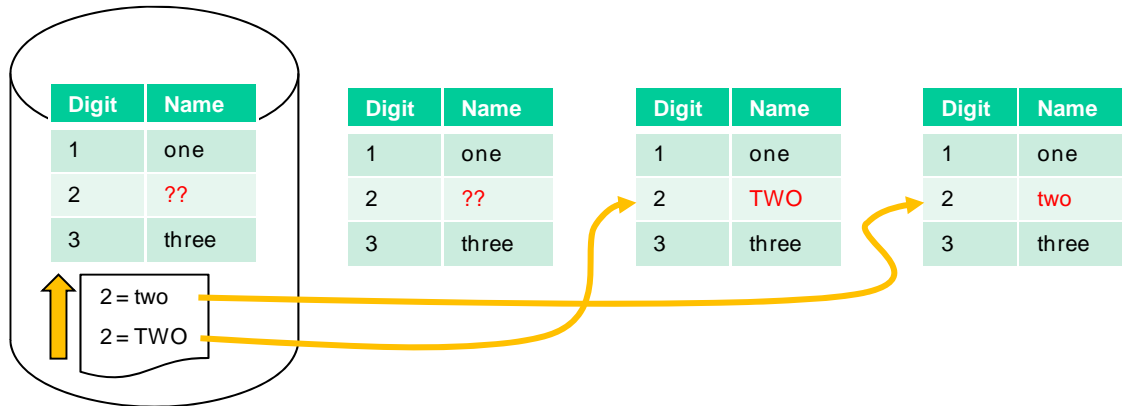 Digit Name
1 one
2 ??
3 three
2 = two
2 = TWO
Digit Name
1 one
2 ??
3 three
Digit Name
1 one
2 TWO
3 three
Digit Name
1 one
2 two
3 three